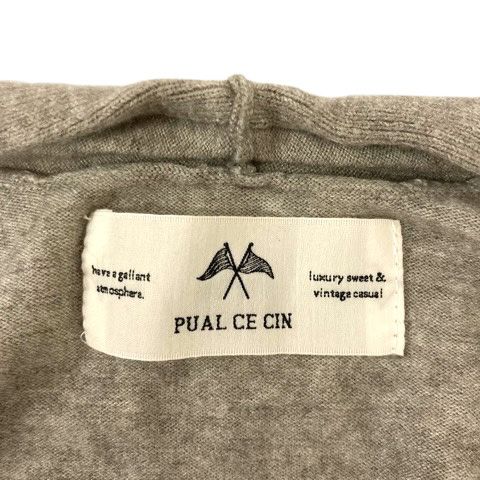 have a gallant
atmosphere.
luxury sweet &
vintage casual
PUAL CE CIN